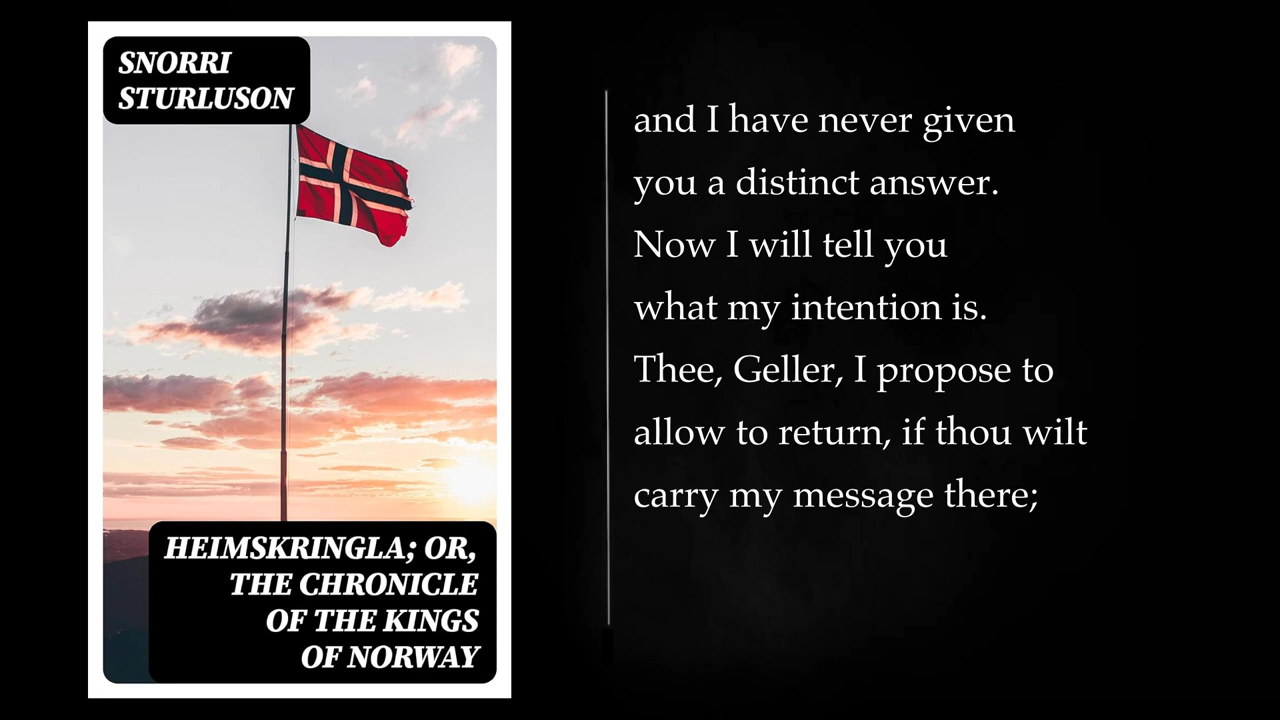 SNORRI
STURLUSON
HEIMSKRINGLA; OR,
THE CHRONICLE
OF THE KINGS
OF NORWAY
and I have never given
you a distinct answer.
Now I will tell you
what my intention is.
Thee, Geller, I propose to
allow to return, if thou wilt
carry my message there;